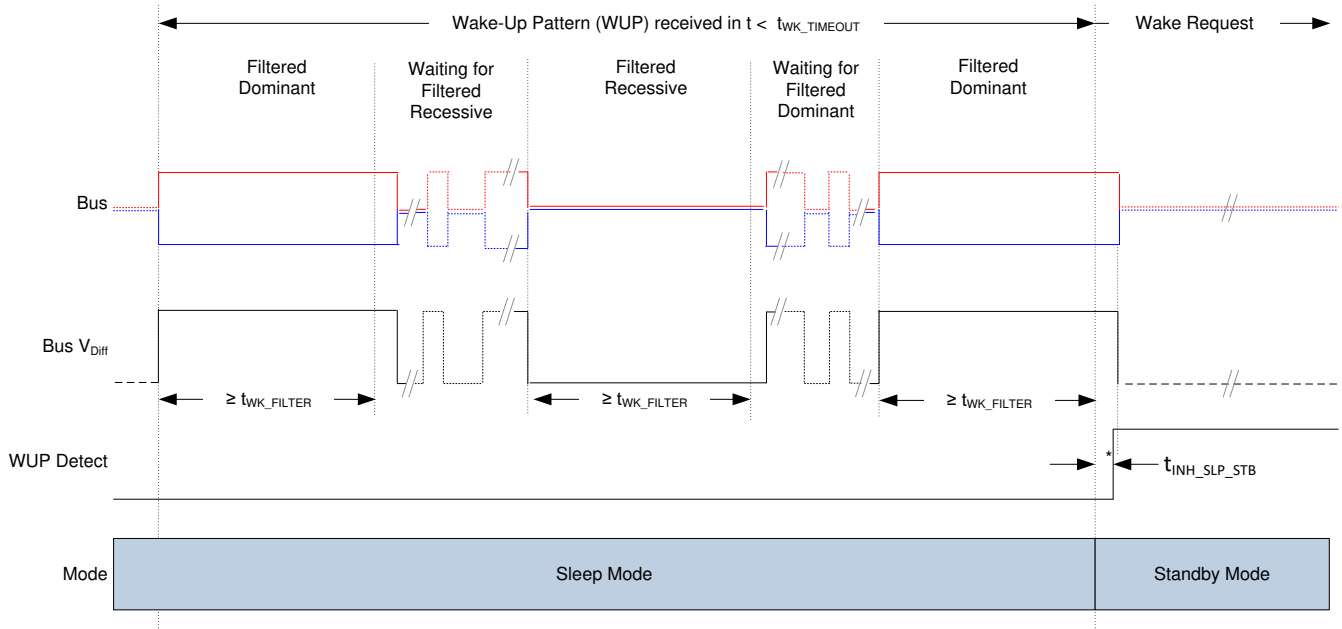 Wake-Up Pattern (WUP) received in t < tWK_TIMEOUT
Wake Request
Filtered
Dominant
Waiting for
Filtered
Recessive
Filtered
Recessive
Waiting for
Filtered
Dominant
Filtered
Dominant
Bus
Bus VDiff
≥ tWK_FILTER
≥ tWK_FILTER
≥ tWK_FILTER
WUP Detect
*
tINH_SLP_STB
Mode
Sleep Mode
Standby Mode